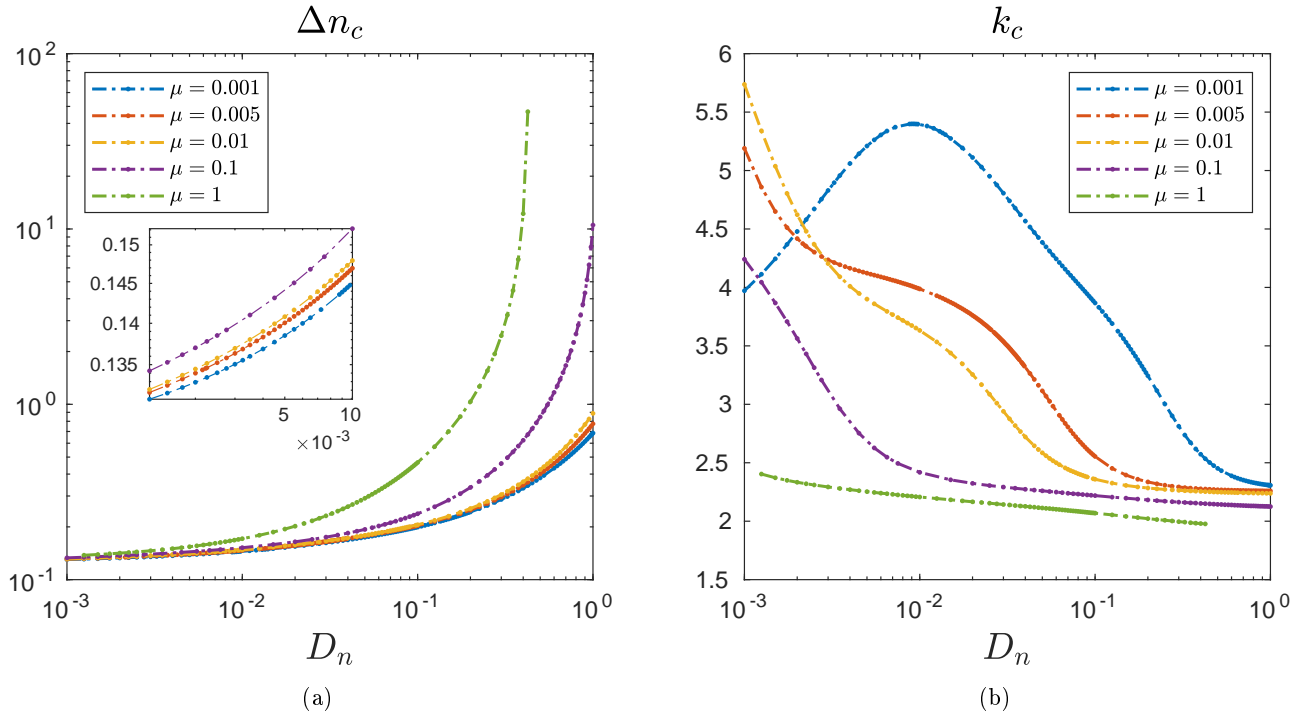 Δn_c
10^2
10^1
10^0
10^-1
μ = 0.001
μ = 0.005
μ = 0.01
μ = 0.1
μ = 1
0.15
0.145
0.14
0.135
5 10
×10^-3
10^-3 10^-2 10^-1 10^0
D_n
(a)
k_c
6
5.5
5
4.5
4
3.5
3
2.5
2
1.5
μ = 0.001
μ = 0.005
μ = 0.01
μ = 0.1
μ = 1
10^-3 10^-2 10^-1 10^0
D_n
(b)